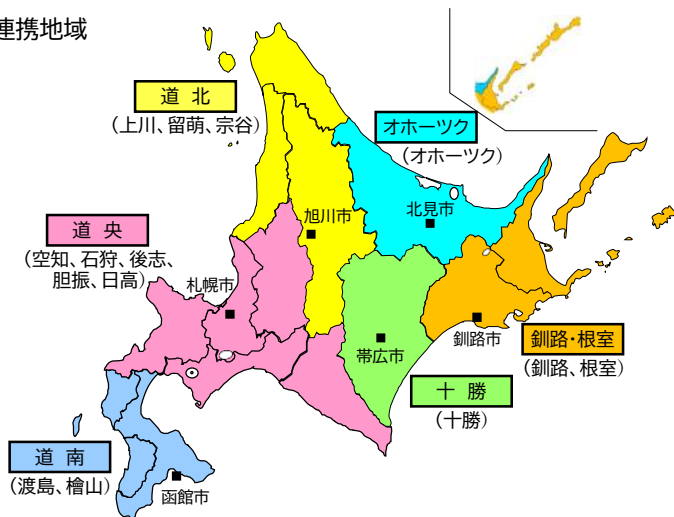 連携地域
道北
(上川、留萌、宗谷)
オホーツク
(オホーツク)
旭川市
北見市
道央
(空知、石狩、後志、
胆振、日高)
札幌市
帯広市
釧路市
釧路・根室
(釧路、根室)
十勝
(十勝)
道南
(渡島、檜山)
函館市